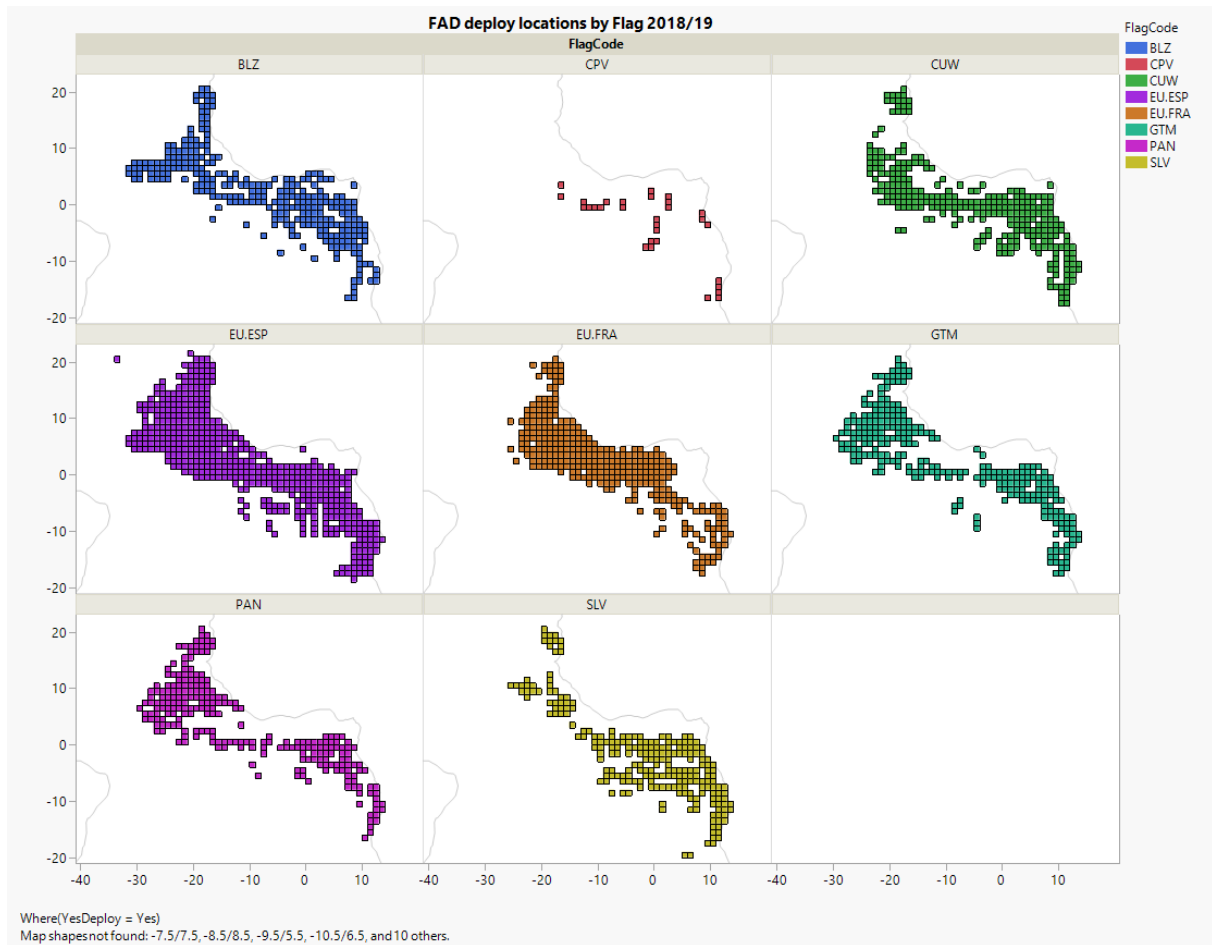 FAD deploy locations by Flag 2018/19
FlagCode
BLZ CPV CUW
20
10
0
-10
-20
EU.ESP EU.FRA GTM
20
10
0
-10
-20
PAN SLV
20
10
0
-10
-20
-40 -30 -20 -10 0 10 -40 -30 -20 -10 0 10 -40 -30 -20 -10 0 10
FlagCode
BLZ
CPV
CUW
EU.ESP
EU.FRA
GTM
PAN
SLV
Where(YesDeploy = Yes)
Map shapes not found: -7.5/7.5, -8.5/8.5, -9.5/5.5, -10.5/6.5, and 10 others.